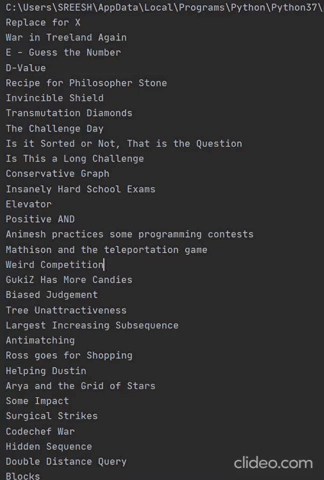 C:\Users\SREESH\AppData\Local\Programs\Python\Python37\
Replace for X
War in Treeland Again
E - Guess the Number
D-Value
Recipe for Philosopher Stone
Invincible Shield
Transmutation Diamonds
The Challenge Day
Is it Sorted or Not, That is the Question
Is This a Long Challenge
Conservative Graph
Insanely Hard School Exams
Elevator
Positive AND
Animesh practices some programming contests
Mathison and the teleportation game
Weird Competition
GukiZ Has More Candies
Biased Judgement
Tree Unattractiveness
Largest Increasing Subsequence
Antimatching
Ross goes for Shopping
Helping Dustin
Arya and the Grid of Stars
Some Impact
Surgical Strikes
Codechef War
Hidden Sequence
Double Distance Query
Blocks
clideo.com